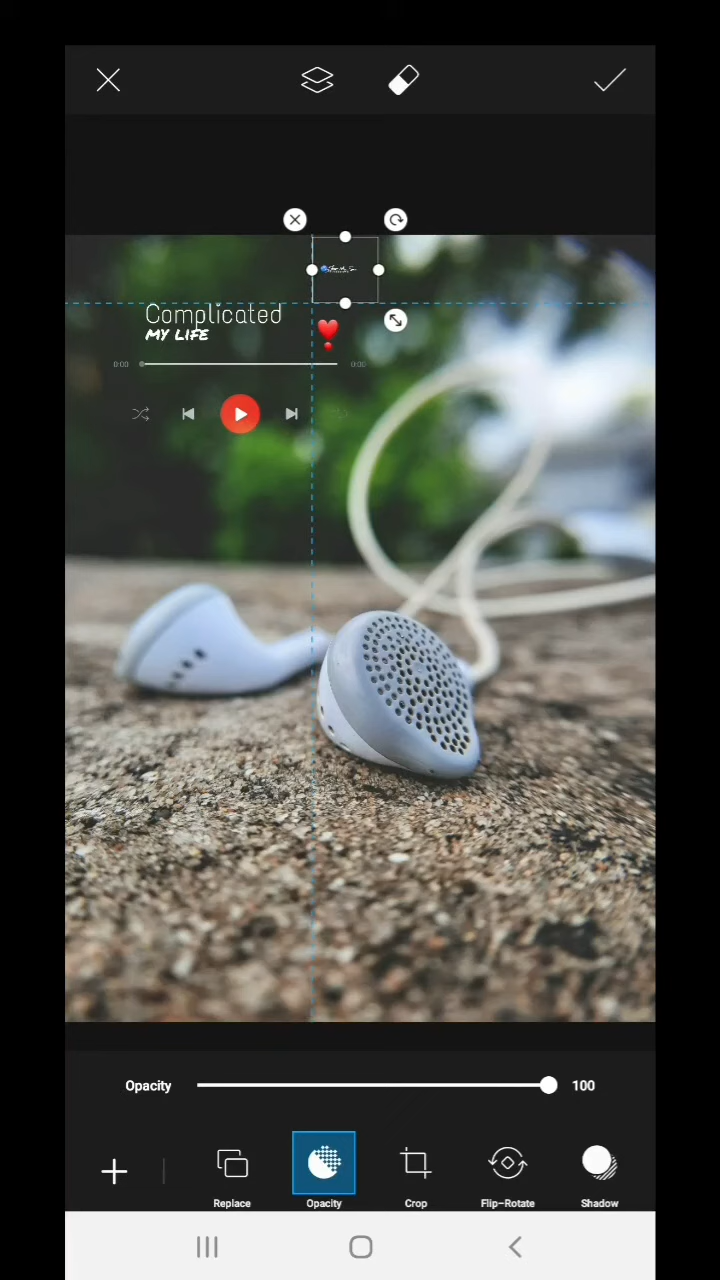 Complicated
MY LIFE
0:00 0:00
Opacity 100
Replace Opacity Crop Flip-Rotate Shadow